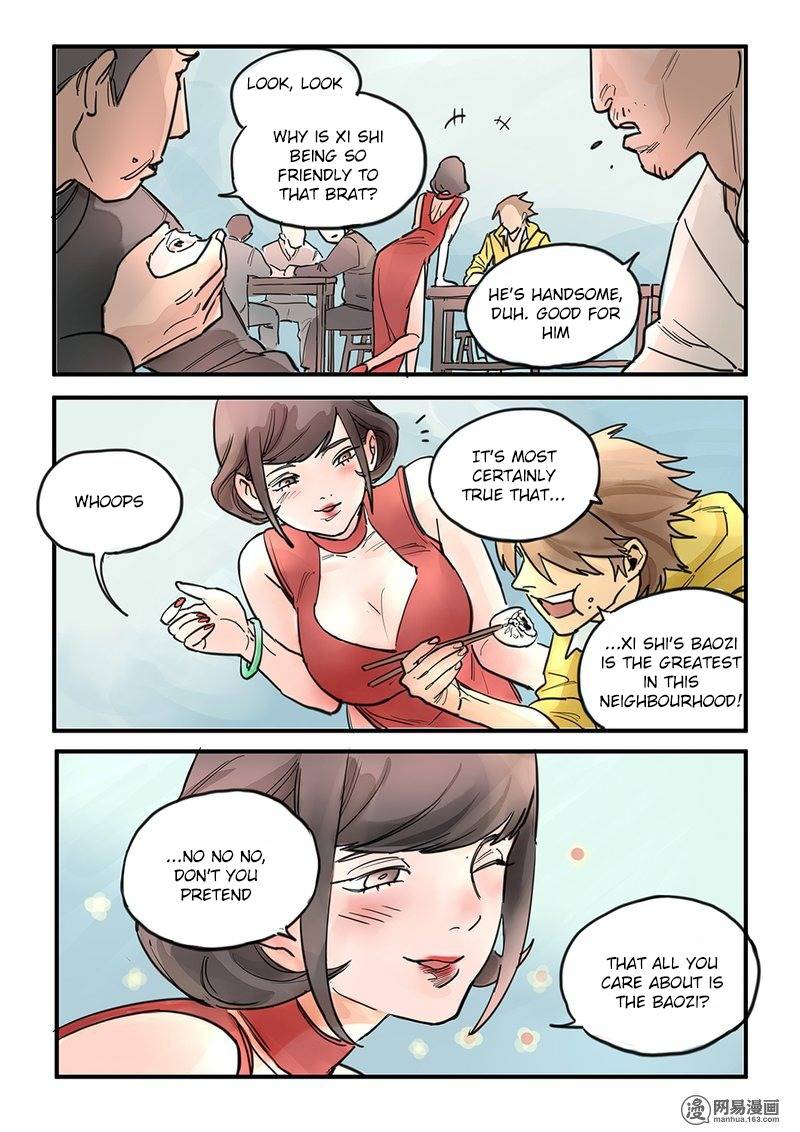 LOOK, LOOK
WHY IS XI SHI
BEING SO
FRIENDLY TO
THAT BRAT?
HE'S HANDSOME,
DUH. GOOD FOR
HIM
WHOOPS
IT'S MOST
CERTAINLY
TRUE THAT...
...XI SHI'S BAOZI
IS THE GREATEST
IN THIS
NEIGHBOURHOOD!
...NO NO NO,
DON'T YOU
PRETEND
THAT ALL YOU
CARE ABOUT IS
THE BAOZI?
漫 网易漫画
manhua.163.com